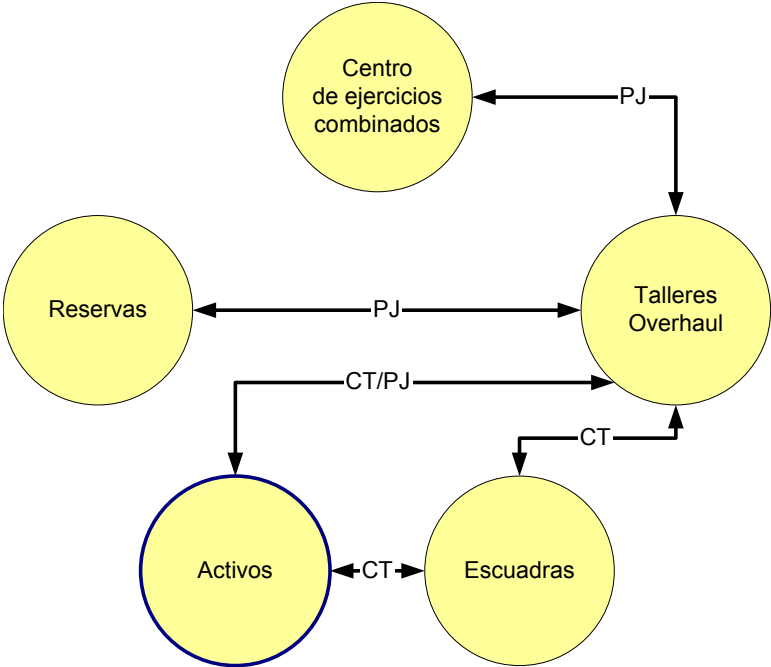 Centro
de ejercicios
combinados
PJ
Reservas
PJ
Talleres
Overhaul
CT/PJ
CT
Activos
CT
Escuadras